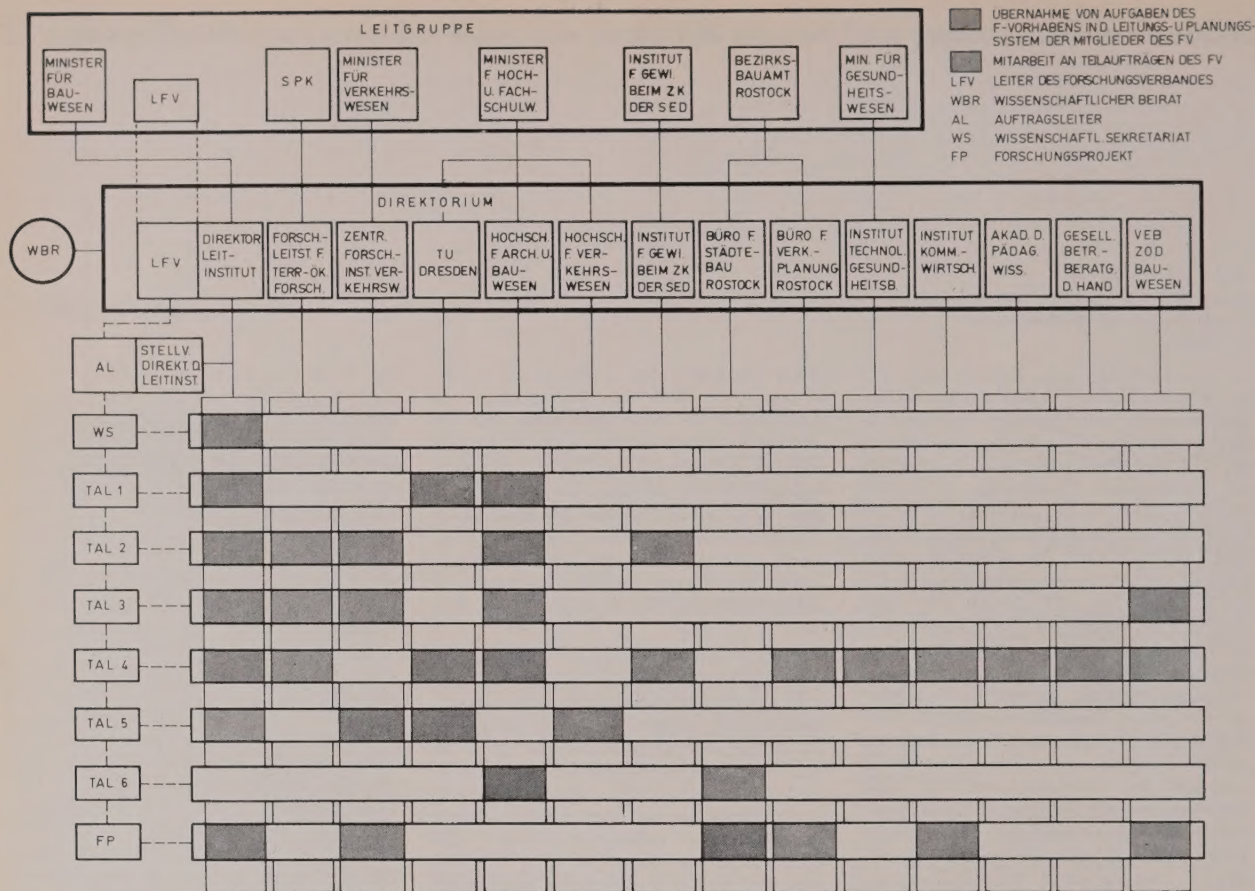 LEITGRUPPE
MINISTER
FÜR
BAU-
WESEN
LFV
SPK
MINISTER
FÜR
VERKEHRS-
WESEN
MINISTER
F HOCH-
U. FACH-
SCHULW.
INSTITUT
F GEWI.
BEIM ZK
DER SED
BEZIRKS-
BAUAMT
ROSTOCK
MIN. FÜR
GESUND-
HEITS-
WESEN
ÜBERNAHME VON AUFGABEN DES
F-VORHABENS IN D. LEITUNGS- U. PLANUNGS-
SYSTEM DER MITGLIEDER DES FV
MITARBEIT AN TEILAUFTRÄGEN DES FV
LFV LEITER DES FORSCHUNGSVERBANDES
WBR WISSENSCHAFTLICHER BEIRAT
AL AUFTRAGSLEITER
WS WISSENSCHAFTL. SEKRETARIAT
FP FORSCHUNGSPROJEKT
WBR
DIREKTORIUM
LFV
DIREKTOR
LEIT-
INSTITUT
FORSCH.-
LEITST F.
TERR.-ÖK.
FORSCH.
ZENTR.
FORSCH.-
INST. VER-
KEHRSW.
TU
DRESDEN
HOCHSCH.
F. ARCH. U.
BAU-
WESEN
HOCHSCH.
F. VER-
KEHRS-
WESEN
INSTITUT
F GEWI.
BEIM ZK
DER SED
BÜRO F.
STÄDTE-
BAU
ROSTOCK
BÜRO F.
VERK.-
PLANUNG
ROSTOCK
INSTITUT
TECHNOL.
GESUND-
HEITSB.
INSTITUT
KOMM.-
WIRTSCH.
AKAD. D.
PÄDAG.
WISS.
GESELL.
BETR.-
BERATG.
D. HAND
VEB
ZOD
BAU-
WESEN
AL
STELLV.
DIREKT. D.
LEITINST.
WS
TAL 1
TAL 2
TAL 3
TAL 4
TAL 5
TAL 6
FP